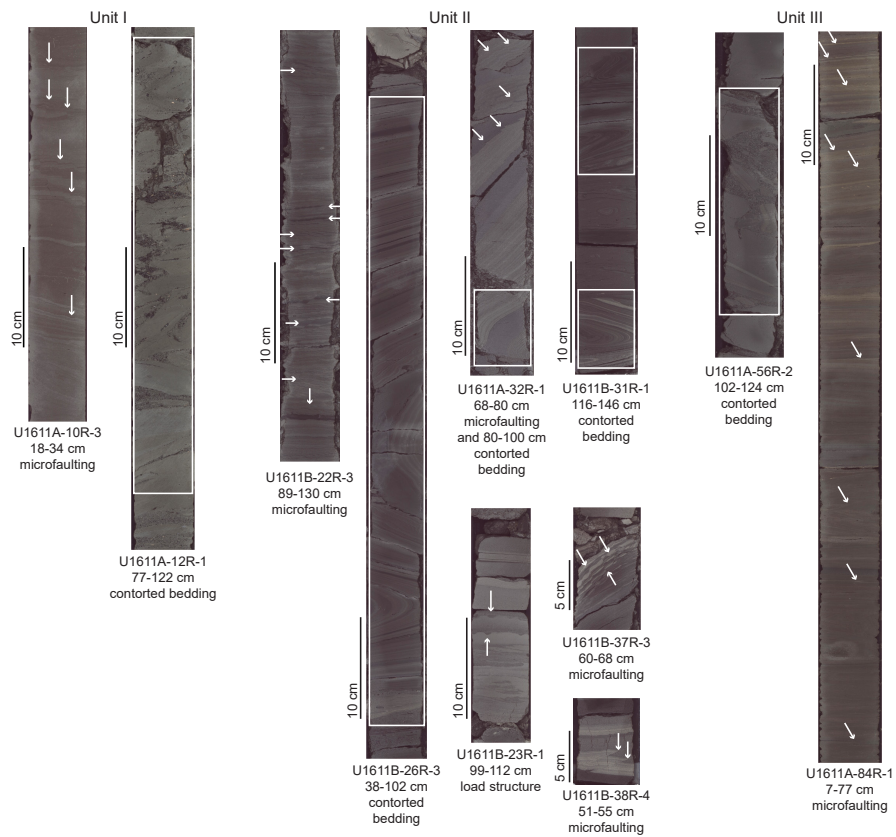 Unit I
Unit II
Unit III
10 cm
U1611A-10R-3
18-34 cm
microfaulting
10 cm
U1611A-12R-1
77-122 cm
contorted bedding
10 cm
U1611B-22R-3
89-130 cm
microfaulting
10 cm
U1611B-26R-3
38-102 cm
contorted
bedding
10 cm
U1611A-32R-1
68-80 cm
microfaulting
and 80-100 cm
contorted
bedding
10 cm
U1611B-31R-1
116-146 cm
contorted
bedding
10 cm
U1611B-23R-1
99-112 cm
load structure
5 cm
U1611B-37R-3
60-68 cm
microfaulting
5 cm
U1611B-38R-4
51-55 cm
microfaulting
10 cm
U1611A-56R-2
102-124 cm
contorted
bedding
10 cm
U1611A-84R-1
7-77 cm
microfaulting